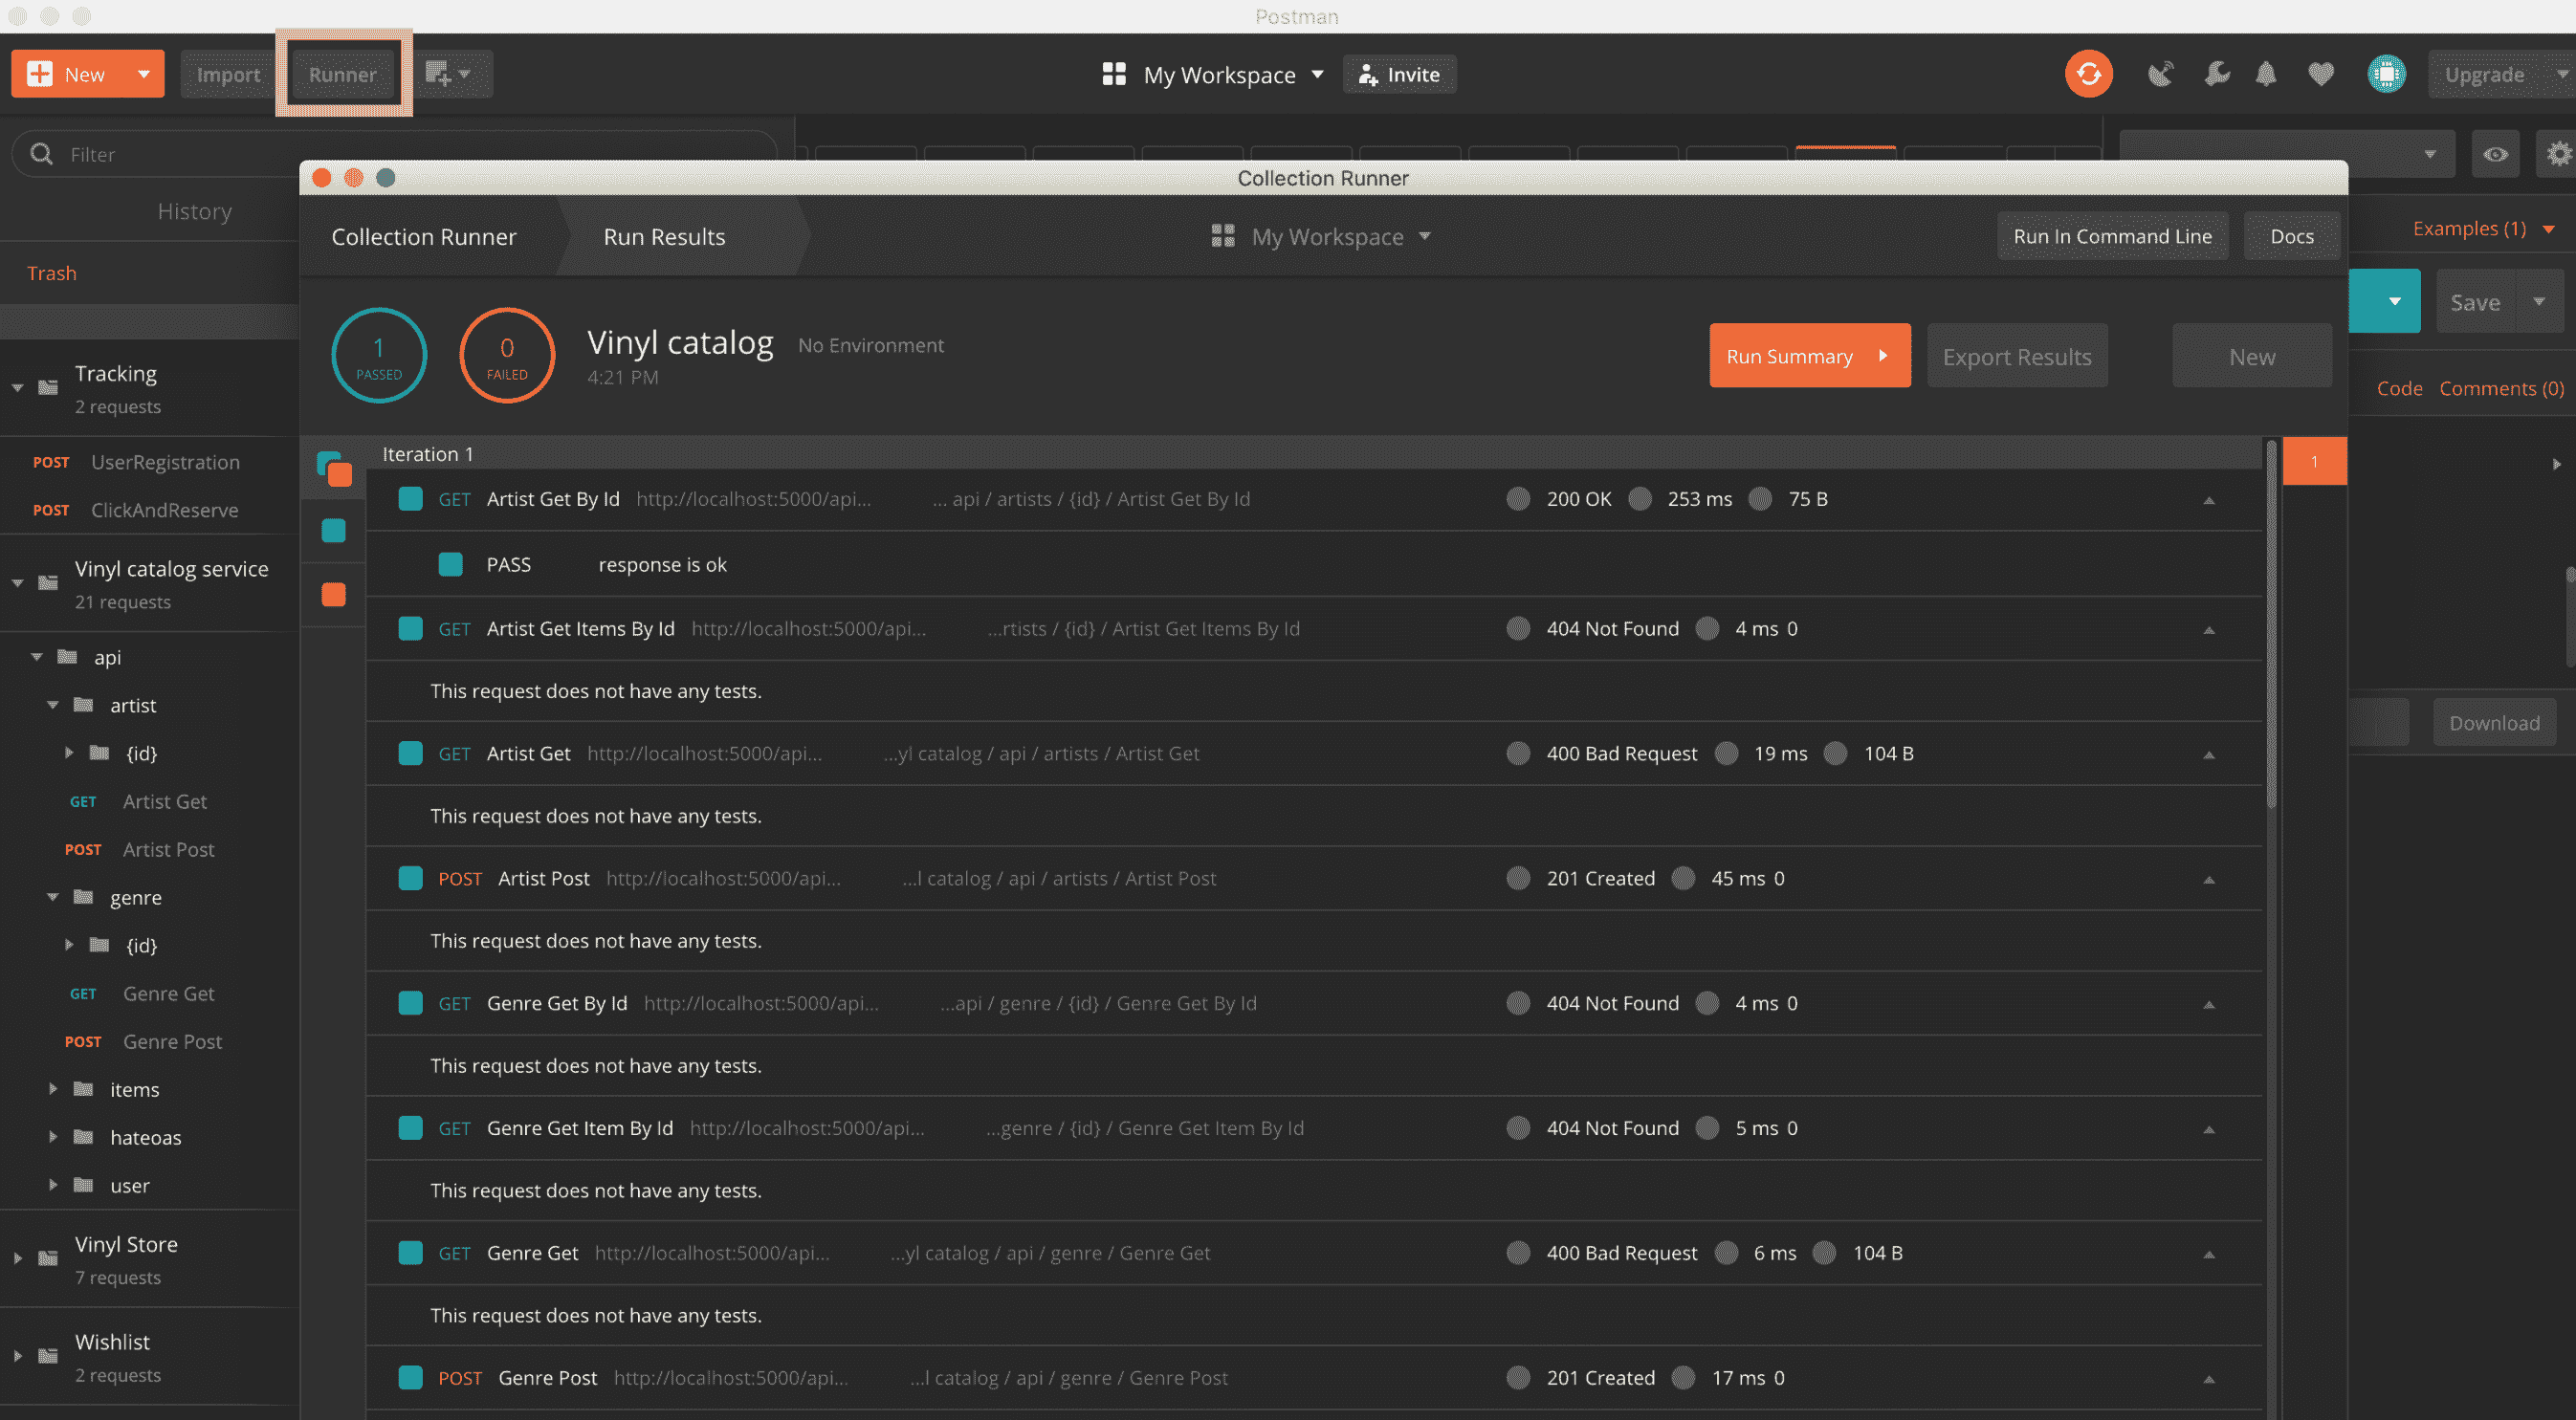 Postman
New
Import
Runner
My Workspace
Invite
Upgrade
Filter
History
Trash
Tracking
2 requests
POST UserRegistration
POST ClickAndReserve
Vinyl catalog service
21 requests
api
artist
{id}
GET Artist Get
POST Artist Post
genre
{id}
GET Genre Get
POST Genre Post
items
hateoas
user
Vinyl Store
7 requests
Wishlist
2 requests
Collection Runner
Collection Runner
Run Results
My Workspace
Run In Command Line
Docs
1
PASSED
0
FAILED
Vinyl catalog No Environment
4:21 PM
Run Summary
Export Results
New
Iteration 1
1
GET Artist Get By Id http://localhost:5000/api... ... api / artists / {id} / Artist Get By Id 200 OK 253 ms 75 B
PASS response is ok
GET Artist Get Items By Id http://localhost:5000/api... ...rtists / {id} / Artist Get Items By Id 404 Not Found 4 ms 0
This request does not have any tests.
GET Artist Get http://localhost:5000/api... ...yl catalog / api / artists / Artist Get 400 Bad Request 19 ms 104 B
This request does not have any tests.
POST Artist Post http://localhost:5000/api... ...l catalog / api / artists / Artist Post 201 Created 45 ms 0
This request does not have any tests.
GET Genre Get By Id http://localhost:5000/api... ...api / genre / {id} / Genre Get By Id 404 Not Found 4 ms 0
This request does not have any tests.
GET Genre Get Item By Id http://localhost:5000/api... ...genre / {id} / Genre Get Item By Id 404 Not Found 5 ms 0
This request does not have any tests.
GET Genre Get http://localhost:5000/api... ...yl catalog / api / genre / Genre Get 400 Bad Request 6 ms 104 B
This request does not have any tests.
POST Genre Post http://localhost:5000/api... ...l catalog / api / genre / Genre Post 201 Created 17 ms 0
Examples (1)
Save
Code Comments (0)
Download